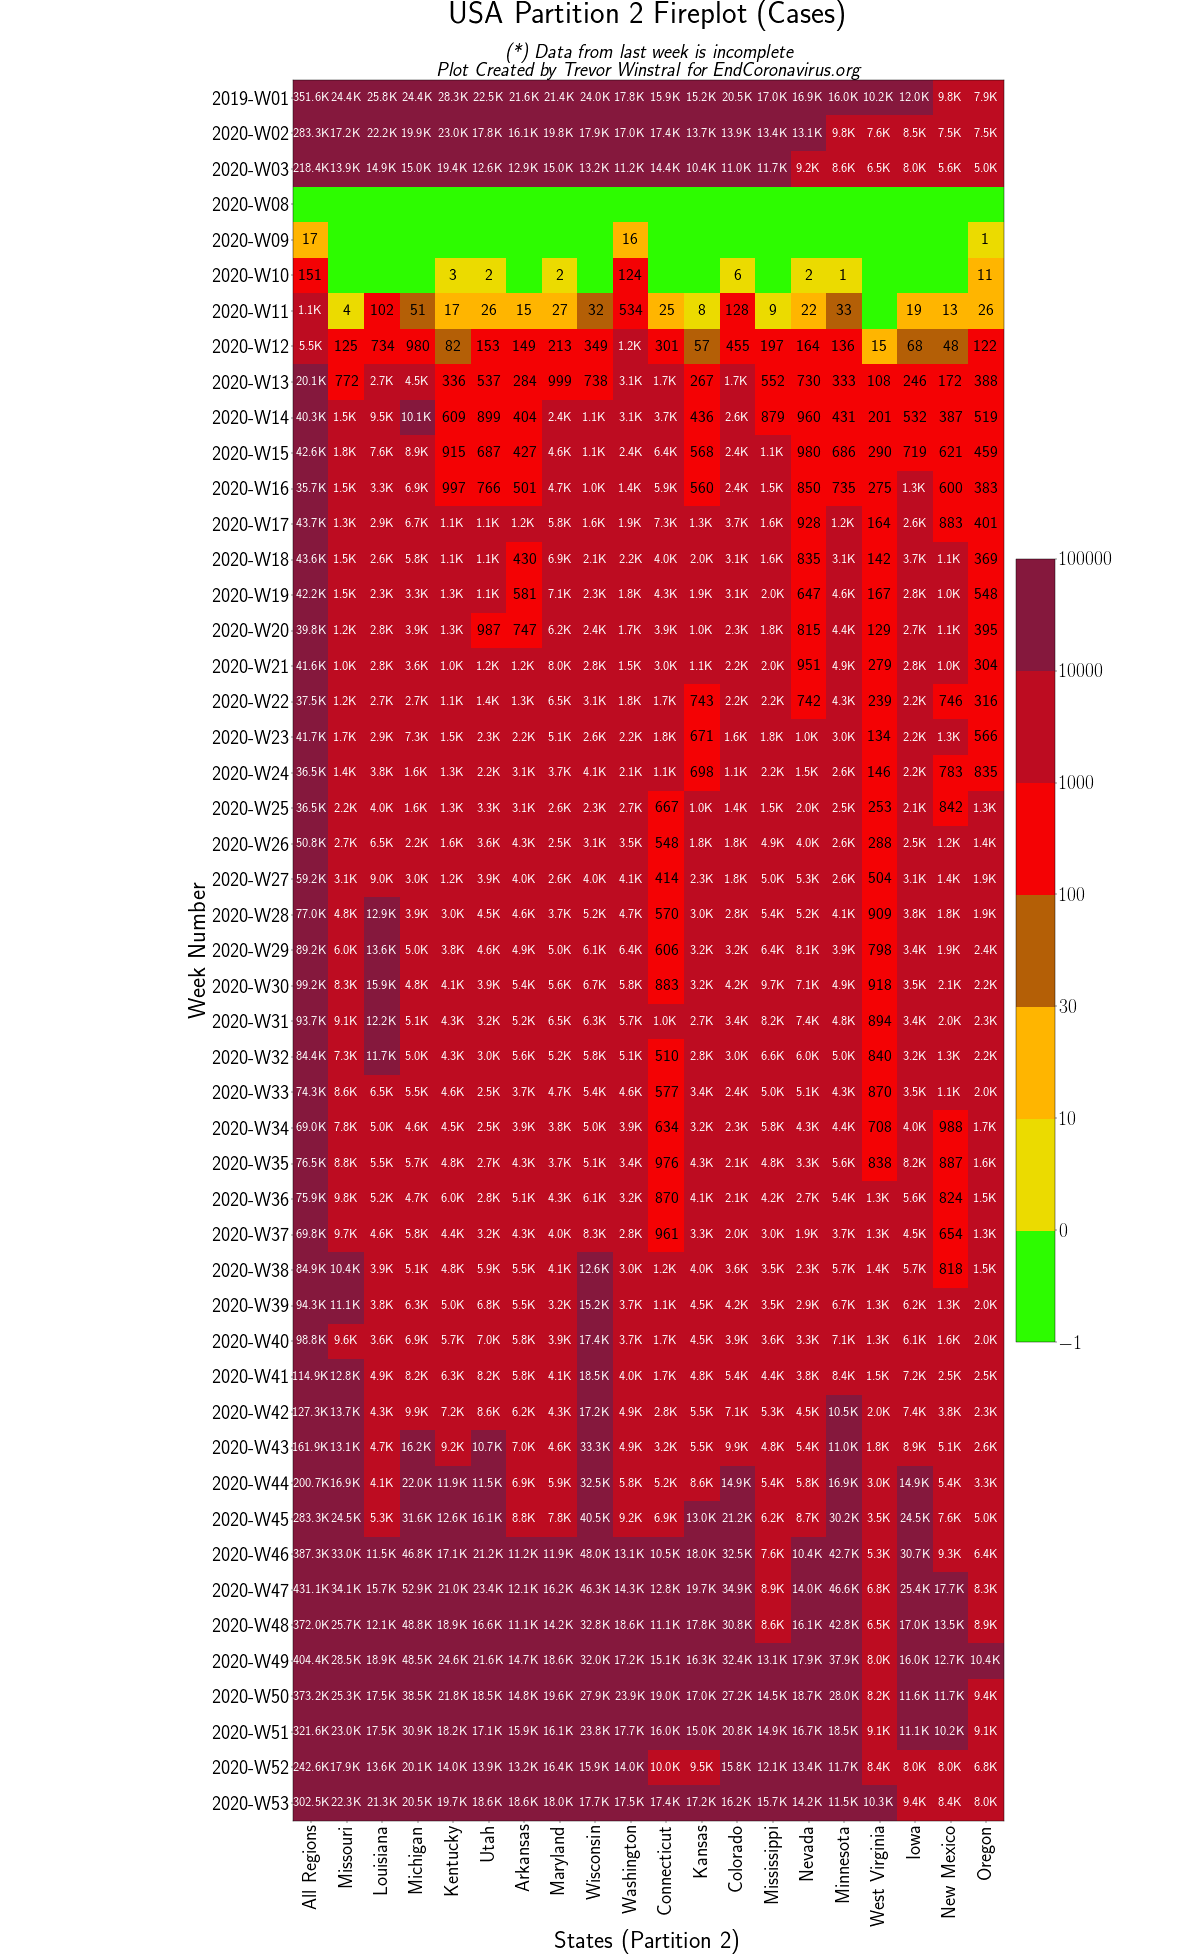 USA Partition 2 Fireplot (Cases)
(*) Data from last week is incomplete
Plot Created by Trevor Winstral for EndCoronavirus.org
2019-W01 351.6K 24.4K 25.8K 24.4K 28.3K 22.5K 21.6K 21.4K 24.0K 17.8K 15.9K 15.2K 20.5K 17.0K 16.9K 16.0K 10.2K 12.0K 9.8K 7.9K
2020-W02 283.3K 17.2K 22.2K 19.9K 23.0K 17.8K 16.1K 19.8K 17.9K 17.0K 17.4K 13.7K 13.9K 13.4K 13.1K 9.8K 7.6K 8.5K 7.5K 7.5K
2020-W03 218.4K 13.9K 14.9K 15.0K 19.4K 12.6K 12.9K 15.0K 13.2K 11.2K 14.4K 10.4K 11.0K 11.7K 9.2K 8.6K 6.5K 8.0K 5.6K 5.0K
2020-W08
2020-W09 17 16 1
2020-W10 151 3 2 2 124 6 2 1 11
2020-W11 1.1K 4 102 51 17 26 15 27 32 534 25 8 128 9 22 33 19 13 26
2020-W12 5.5K 125 734 980 82 153 149 213 349 1.2K 301 57 455 197 164 136 15 68 48 122
2020-W13 20.1K 772 2.7K 4.5K 336 537 284 999 738 3.1K 1.7K 267 1.7K 552 730 333 108 246 172 388
2020-W14 40.3K 1.5K 9.5K 10.1K 609 899 404 2.4K 1.1K 3.1K 3.7K 436 2.6K 879 960 431 201 532 387 519
2020-W15 42.6K 1.8K 7.6K 8.9K 915 687 427 4.6K 1.1K 2.4K 6.4K 568 2.4K 1.1K 980 686 290 719 621 459
2020-W16 35.7K 1.5K 3.3K 6.9K 997 766 501 4.7K 1.0K 1.4K 5.9K 560 2.4K 1.5K 850 735 275 1.3K 600 383
2020-W17 43.7K 1.3K 2.9K 6.7K 1.1K 1.1K 1.2K 5.8K 1.6K 1.9K 7.3K 1.3K 3.7K 1.6K 928 1.2K 164 2.6K 883 401
2020-W18 43.6K 1.5K 2.6K 5.8K 1.1K 1.1K 430 6.9K 2.1K 2.2K 4.0K 2.0K 3.1K 1.6K 835 3.1K 142 3.7K 1.1K 369
2020-W19 42.2K 1.5K 2.3K 3.3K 1.3K 1.1K 581 7.1K 2.3K 1.8K 4.3K 1.9K 3.1K 2.0K 647 4.6K 167 2.8K 1.0K 548
2020-W20 39.8K 1.2K 2.8K 3.9K 1.3K 987 747 6.2K 2.4K 1.7K 3.9K 1.0K 2.3K 1.8K 815 4.4K 129 2.7K 1.1K 395
2020-W21 41.6K 1.0K 2.8K 3.6K 1.0K 1.2K 1.2K 8.0K 2.8K 1.5K 3.0K 1.1K 2.2K 2.0K 951 4.9K 279 2.8K 1.0K 304
2020-W22 37.5K 1.2K 2.7K 2.7K 1.1K 1.4K 1.3K 6.5K 3.1K 1.8K 1.7K 743 2.2K 2.2K 742 4.3K 239 2.2K 746 316
2020-W23 41.7K 1.7K 2.9K 7.3K 1.5K 2.3K 2.2K 5.1K 2.6K 2.2K 1.8K 671 1.6K 1.8K 1.0K 3.0K 134 2.2K 1.3K 566
2020-W24 36.5K 1.4K 3.8K 1.6K 1.3K 2.2K 3.1K 3.7K 4.1K 2.1K 1.1K 698 1.1K 2.2K 1.5K 2.6K 146 2.2K 783 835
2020-W25 36.5K 2.2K 4.0K 1.6K 1.3K 3.3K 3.1K 2.6K 2.3K 2.7K 667 1.0K 1.4K 1.5K 2.0K 2.5K 253 2.1K 842 1.3K
2020-W26 50.8K 2.7K 6.5K 2.2K 1.6K 3.6K 4.3K 2.5K 3.1K 3.5K 548 1.8K 1.8K 4.9K 4.0K 2.6K 288 2.5K 1.2K 1.4K
2020-W27 59.2K 3.1K 9.0K 3.0K 1.2K 3.9K 4.0K 2.6K 4.0K 4.1K 414 2.3K 1.8K 5.0K 5.3K 2.6K 504 3.1K 1.4K 1.9K
2020-W28 77.0K 4.8K 12.9K 3.9K 3.0K 4.5K 4.6K 3.7K 5.2K 4.7K 570 3.0K 2.8K 5.4K 5.2K 4.1K 909 3.8K 1.8K 1.9K
2020-W29 89.2K 6.0K 13.6K 5.0K 3.8K 4.6K 4.9K 5.0K 6.1K 6.4K 606 3.2K 3.2K 6.4K 8.1K 3.9K 798 3.4K 1.9K 2.4K
2020-W30 99.2K 8.3K 15.9K 4.8K 4.1K 3.9K 5.4K 5.6K 6.7K 5.8K 883 3.2K 4.2K 9.7K 7.1K 4.9K 918 3.5K 2.1K 2.2K
2020-W31 93.7K 9.1K 12.2K 5.1K 4.3K 3.2K 5.2K 6.5K 6.3K 5.7K 1.0K 2.7K 3.4K 8.2K 7.4K 4.8K 894 3.4K 2.0K 2.3K
2020-W32 84.4K 7.3K 11.7K 5.0K 4.3K 3.0K 5.6K 5.2K 5.8K 5.1K 510 2.8K 3.0K 6.6K 6.0K 5.0K 840 3.2K 1.3K 2.2K
2020-W33 74.3K 8.6K 6.5K 5.5K 4.6K 2.5K 3.7K 4.7K 5.4K 4.6K 577 3.4K 2.4K 5.0K 5.1K 4.3K 870 3.5K 1.1K 2.0K
2020-W34 69.0K 7.8K 5.0K 4.6K 4.5K 2.5K 3.9K 3.8K 5.0K 3.9K 634 3.2K 2.3K 5.8K 4.3K 4.4K 708 4.0K 988 1.7K
2020-W35 76.5K 8.8K 5.5K 5.7K 4.8K 2.7K 4.3K 3.7K 5.1K 3.4K 976 4.3K 2.1K 4.8K 3.3K 5.6K 838 8.2K 887 1.6K
2020-W36 75.9K 9.8K 5.2K 4.7K 6.0K 2.8K 5.1K 4.3K 6.1K 3.2K 870 4.1K 2.1K 4.2K 2.7K 5.4K 1.3K 5.6K 824 1.5K
2020-W37 69.8K 9.7K 4.6K 5.8K 4.4K 3.2K 4.3K 4.0K 8.3K 2.8K 961 3.3K 2.0K 3.0K 1.9K 3.7K 1.3K 4.5K 654 1.3K
2020-W38 84.9K 10.4K 3.9K 5.1K 4.8K 5.9K 5.5K 4.1K 12.6K 3.0K 1.2K 4.0K 3.6K 3.5K 2.3K 5.7K 1.4K 5.7K 818 1.5K
2020-W39 94.3K 11.1K 3.8K 6.3K 5.0K 6.8K 5.5K 3.2K 15.2K 3.7K 1.1K 4.5K 4.2K 3.5K 2.9K 6.7K 1.3K 6.2K 1.3K 2.0K
2020-W40 98.8K 9.6K 3.6K 6.9K 5.7K 7.0K 5.8K 3.9K 17.4K 3.7K 1.7K 4.5K 3.9K 3.6K 3.3K 7.1K 1.3K 6.1K 1.6K 2.0K
2020-W41 114.9K 12.8K 4.9K 8.2K 6.3K 8.2K 5.8K 4.1K 18.5K 4.0K 1.7K 4.8K 5.4K 4.4K 3.8K 8.4K 1.5K 7.2K 2.5K 2.5K
2020-W42 127.3K 13.7K 4.3K 9.9K 7.2K 8.6K 6.2K 4.3K 17.2K 4.9K 2.8K 5.5K 7.1K 5.3K 4.5K 10.5K 2.0K 7.4K 3.8K 2.3K
2020-W43 161.9K 13.1K 4.7K 16.2K 9.2K 10.7K 7.0K 4.6K 33.3K 4.9K 3.2K 5.5K 9.9K 4.8K 5.4K 11.0K 1.8K 8.9K 5.1K 2.6K
2020-W44 200.7K 16.9K 4.1K 22.0K 11.9K 11.5K 6.9K 5.9K 32.5K 5.8K 5.2K 8.6K 14.9K 5.4K 5.8K 16.9K 3.0K 14.9K 5.4K 3.3K
2020-W45 283.3K 24.5K 5.3K 31.6K 12.6K 16.1K 8.8K 7.8K 40.5K 9.2K 6.9K 13.0K 21.2K 6.2K 8.7K 30.2K 3.5K 24.5K 7.6K 5.0K
2020-W46 387.3K 33.0K 11.5K 46.8K 17.1K 21.2K 11.2K 11.9K 48.0K 13.1K 10.5K 18.0K 32.5K 7.6K 10.4K 42.7K 5.3K 30.7K 9.3K 6.4K
2020-W47 431.1K 34.1K 15.7K 52.9K 21.0K 23.4K 12.1K 16.2K 46.3K 14.3K 12.8K 19.7K 34.9K 8.9K 14.0K 46.6K 6.8K 25.4K 17.7K 8.3K
2020-W48 372.0K 25.7K 12.1K 48.8K 18.9K 16.6K 11.1K 14.2K 32.8K 18.6K 11.1K 17.8K 30.8K 8.6K 16.1K 42.8K 6.5K 17.0K 13.5K 8.9K
2020-W49 404.4K 28.5K 18.9K 48.5K 24.6K 21.6K 14.7K 18.6K 32.0K 17.2K 15.1K 16.3K 32.4K 13.1K 17.9K 37.9K 8.0K 16.0K 12.7K 10.4K
2020-W50 373.2K 25.3K 17.5K 38.5K 21.8K 18.5K 14.8K 19.6K 27.9K 23.9K 19.0K 17.0K 27.2K 14.5K 18.7K 28.0K 8.2K 11.6K 11.7K 9.4K
2020-W51 321.6K 23.0K 17.5K 30.9K 18.2K 17.1K 15.9K 16.1K 23.8K 17.7K 16.0K 15.0K 20.8K 14.9K 16.7K 18.5K 9.1K 11.1K 10.2K 9.1K
2020-W52 242.6K 17.9K 13.6K 20.1K 14.0K 13.9K 13.2K 16.4K 15.9K 14.0K 10.0K 9.5K 15.8K 12.1K 13.4K 11.7K 8.4K 8.0K 8.0K 6.8K
2020-W53 302.5K 22.3K 21.3K 20.5K 19.7K 18.6K 18.6K 18.0K 17.7K 17.5K 17.4K 17.2K 16.2K 15.7K 14.2K 11.5K 10.3K 9.4K 8.4K 8.0K
Week Number
All Regions
Missouri
Louisiana
Michigan
Kentucky
Utah
Arkansas
Maryland
Wisconsin
Washington
Connecticut
Kansas
Colorado
Mississippi
Nevada
Minnesota
West Virginia
Iowa
New Mexico
Oregon
States (Partition 2)
100000
10000
1000
100
30
10
0
−1